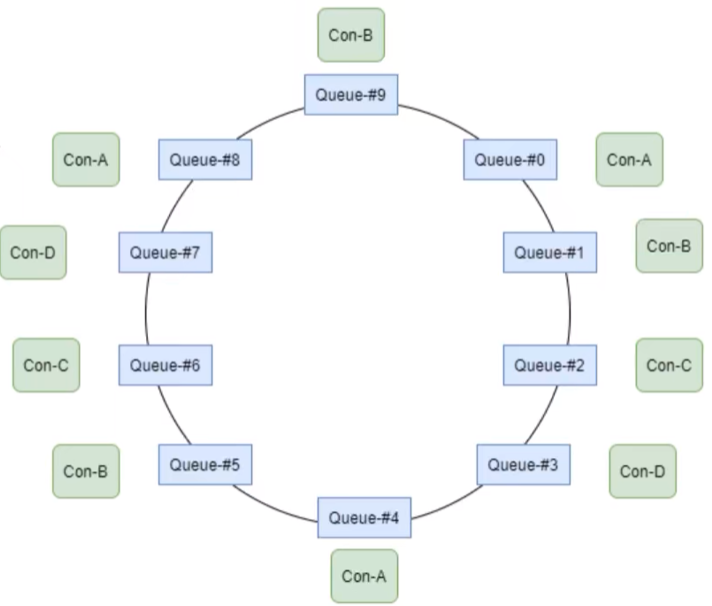 Con-B
Queue-#9
Con-A
Queue-#8
Queue-#0
Con-A
Con-D
Queue-#7
Queue-#1
Con-B
Con-C
Queue-#6
Queue-#2
Con-C
Con-B
Queue-#5
Queue-#3
Con-D
Queue-#4
Con-A